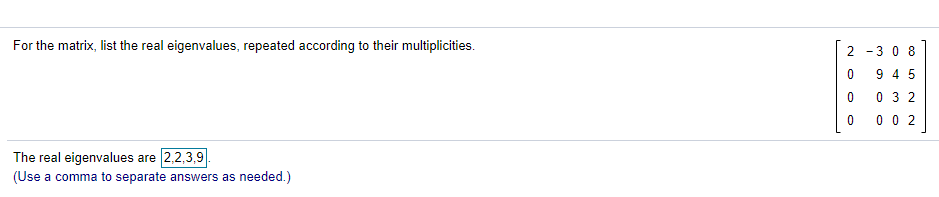 For the matrix, list the real eigenvalues, repeated according to their multiplicities.
2 -3 0 8
0 9 4 5
0 0 3 2
0 0 0 2
The real eigenvalues are 2,2,3,9.
(Use a comma to separate answers as needed.)